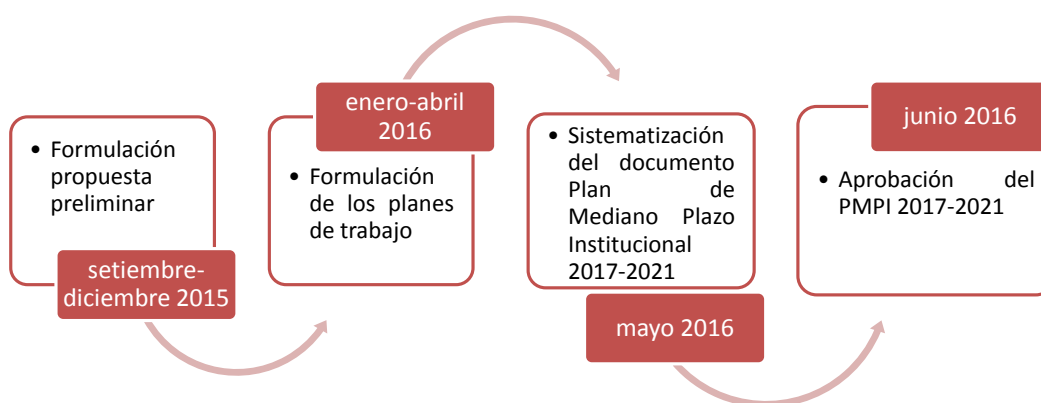 • Formulación
propuesta
preliminar
setiembre-
diciembre 2015
enero-abril
2016
• Formulación
de los planes
de trabajo
• Sistematización
del documento
Plan de
Mediano Plazo
Institucional
2017-2021
mayo 2016
junio 2016
• Aprobación del
PMPI 2017-2021